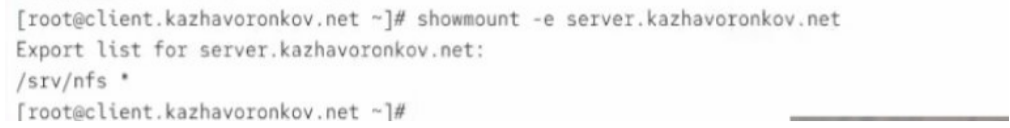 [root@client.kazhavoronkov.net ~]# showmount -e server.kazhavoronkov.net
Export list for server.kazhavoronkov.net:
/srv/nfs *
[root@client.kazhavoronkov.net ~]#